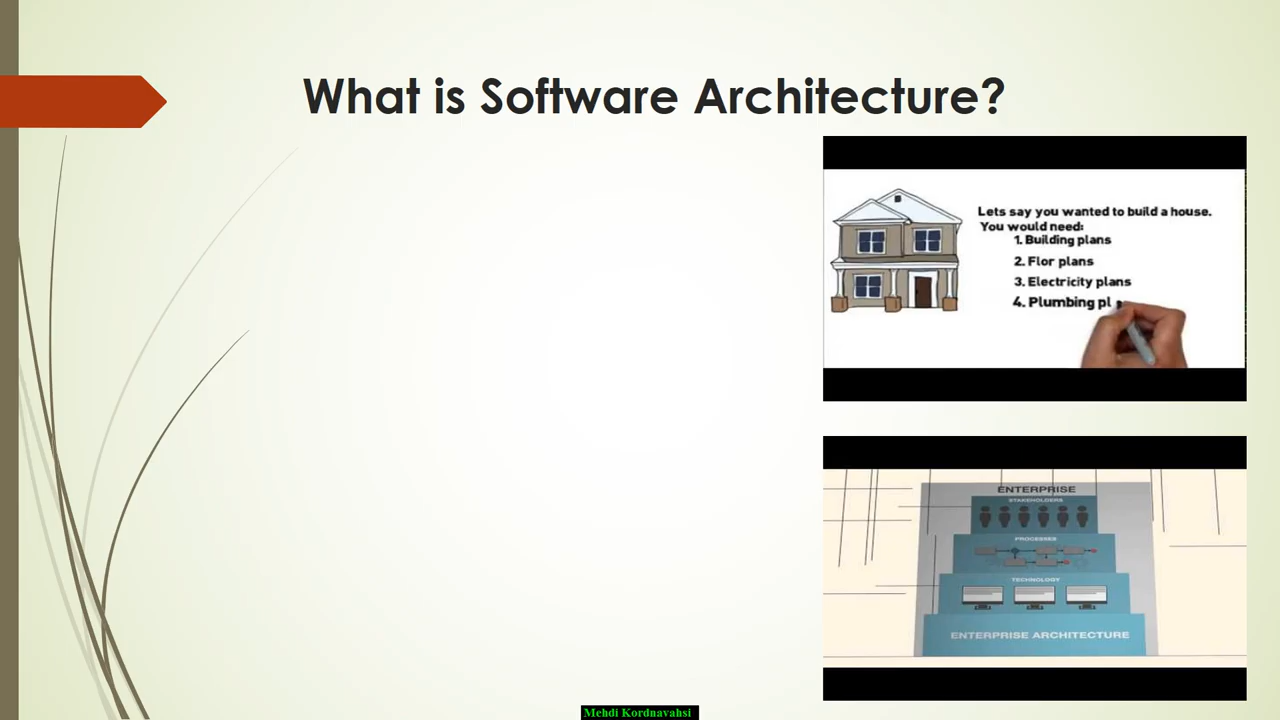 What is Software Architecture?
Lets say you wanted to build a house.
You would need:
1. Building plans
2. Flor plans
3. Electricity plans
4. Plumbing pl
ENTERPRISE
STAKEHOLDERS
PROCESSES
TECHNOLOGY
ENTERPRISE ARCHITECTURE
Mehdi Kordnavahsi